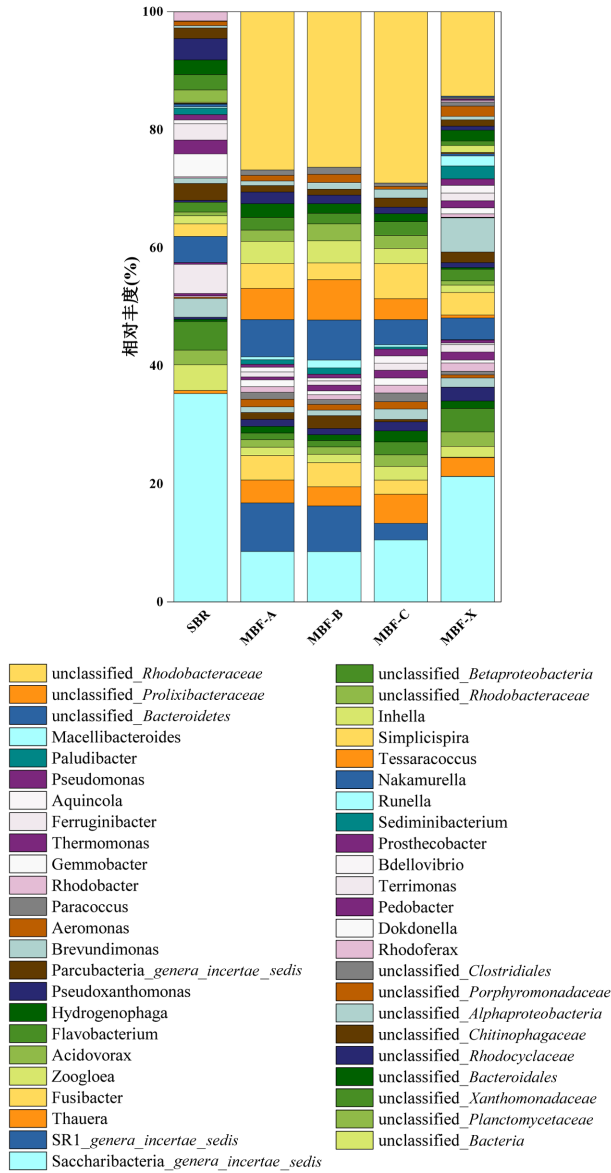 100
80
60
40
20
0
相对丰度(%)
SBR
MBF-A
MBF-B
MBF-C
MBF-X
unclassified_Rhodobacteraceae
unclassified_Prolixibacteraceae
unclassified_Bacteroidetes
Macellibacteroides
Paludibacter
Pseudomonas
Aquincola
Ferruginibacter
Thermomonas
Gemmobacter
Rhodobacter
Paracoccus
Aeromonas
Brevundimonas
Parcubacteria_genera_incertae_sedis
Pseudoxanthomonas
Hydrogenophaga
Flavobacterium
Acidovorax
Zoogloea
Fusibacter
Thauera
SR1_genera_incertae_sedis
Saccharibacteria_genera_incertae_sedis
unclassified_Betaproteobacteria
unclassified_Rhodobacteraceae
Inhella
Simplicispira
Tessaracoccus
Nakamurella
Runella
Sediminibacterium
Prosthecobacter
Bdellovibrio
Terrimonas
Pedobacter
Dokdonella
Rhodoferax
unclassified_Clostridiales
unclassified_Porphyromonadaceae
unclassified_Alphaproteobacteria
unclassified_Chitinophagaceae
unclassified_Rhodocyclaceae
unclassified_Bacteroidales
unclassified_Xanthomonadaceae
unclassified_Planctomycetaceae
unclassified_Bacteria